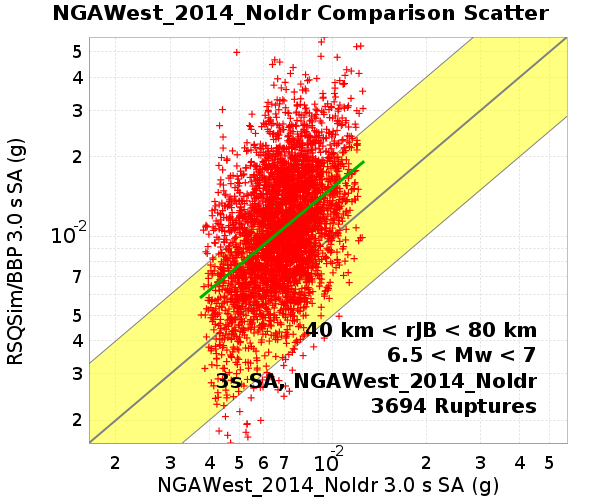 NGAWest_2014_NoIdr Comparison Scatter
RSQSim/BBP 3.0 s SA (g)
5
4
3
2
10-2
7
5
4
3
2
40 km < rJB < 80 km
6.5 < Mw < 7
3s SA, NGAWest_2014_NoIdr
3694 Ruptures
2 3 4 5 6 7 10-2 2 3 4 5
NGAWest_2014_NoIdr 3.0 s SA (g)